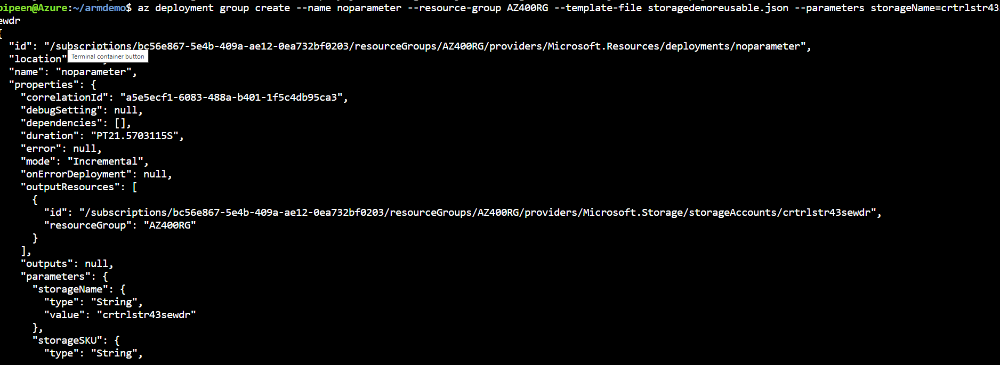 pipeen@Azure:~/armdemo$ az deployment group create --name noparameter --resource-group AZ400RG --template-file storagedemoreusable.json --parameters storageName=crtrlstr43s
ewdr
{
"id": "/subscriptions/bc56e867-5e4b-409a-ae12-0ea732bf0203/resourceGroups/AZ400RG/providers/Microsoft.Resources/deployments/noparameter",
"location"
Terminal container button
"name": "noparameter",
"properties": {
"correlationId": "a5e5ecf1-6083-488a-b401-1f5c4db95ca3",
"debugSetting": null,
"dependencies": [],
"duration": "PT21.5703115S",
"error": null,
"mode": "Incremental",
"onErrorDeployment": null,
"outputResources": [
{
"id": "/subscriptions/bc56e867-5e4b-409a-ae12-0ea732bf0203/resourceGroups/AZ400RG/providers/Microsoft.Storage/storageAccounts/crtrlstr43sewdr",
"resourceGroup": "AZ400RG"
}
],
"outputs": null,
"parameters": {
"storageName": {
"type": "String",
"value": "crtrlstr43sewdr"
},
"storageSKU": {
"type": "String",